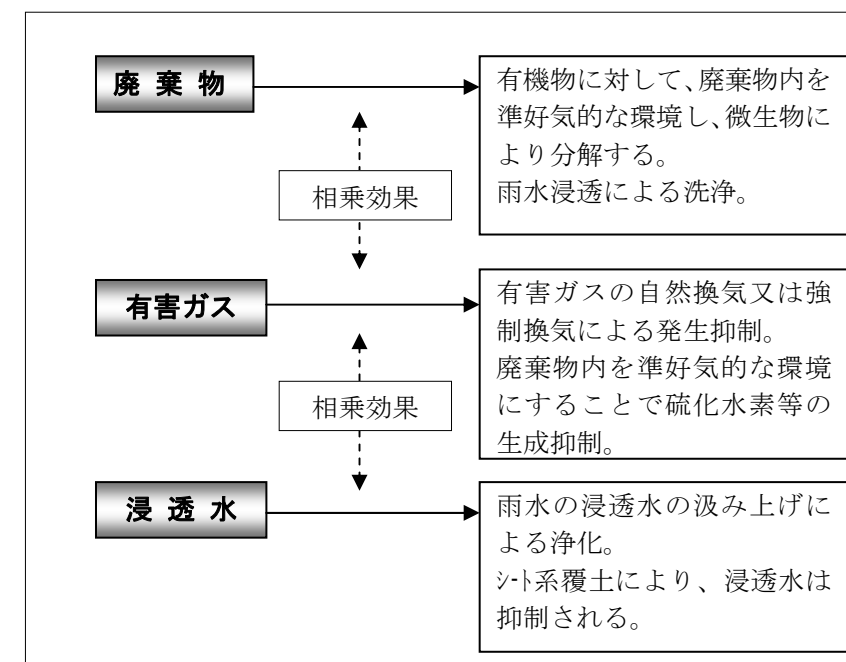 廃 棄 物
有機物に対して、廃棄物内を
準好気的な環境し、微生物に
より分解する。
雨水浸透による洗浄。
相乗効果
有害ガス
有害ガスの自然換気又は強
制換気による発生抑制。
廃棄物内を準好気的な環境
にすることで硫化水素等の
生成抑制。
相乗効果
浸 透 水
雨水の浸透水の汲み上げに
よる浄化。
ｼｰﾄ系覆土により、浸透水は
抑制される。